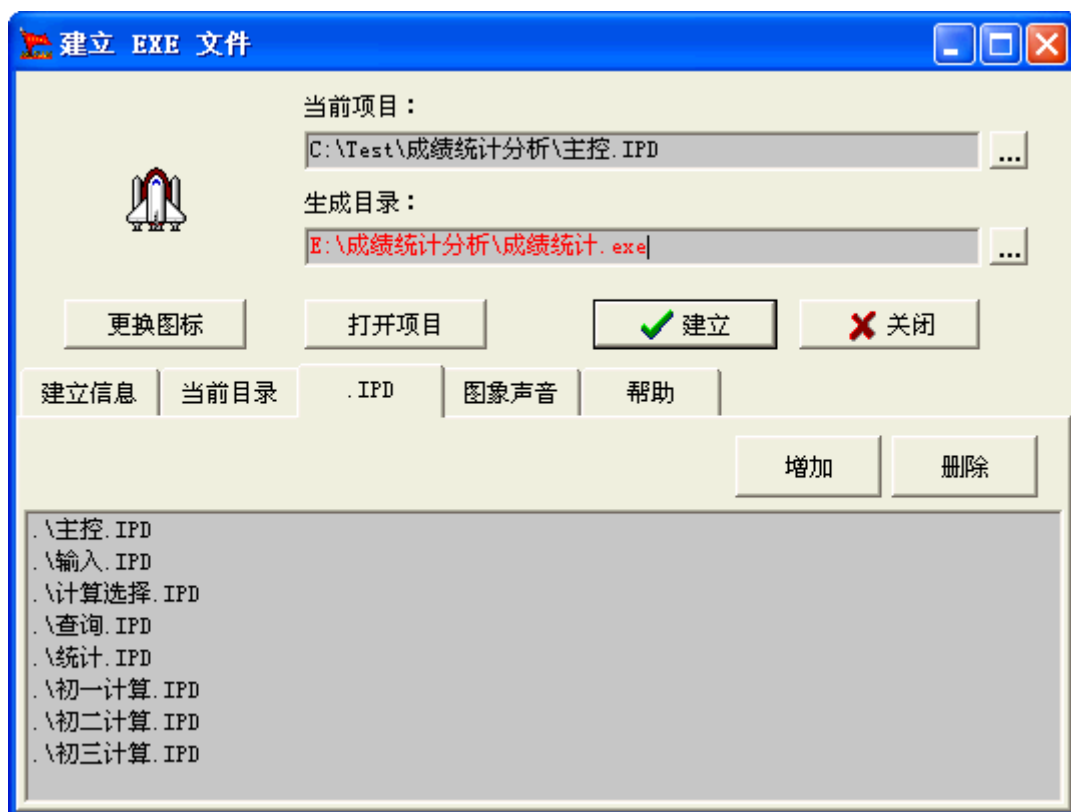 建立 EXE 文件
当前项目：
C:\Test\成绩统计分析\主控.IPD
...
生成目录：
E:\成绩统计分析\成绩统计.exe
...
更换图标
打开项目
建立
关闭
建立信息
当前目录
.IPD
图象声音
帮助
增加
删除
.\主控.IPD
.\输入.IPD
.\计算选择.IPD
.\查询.IPD
.\统计.IPD
.\初一计算.IPD
.\初二计算.IPD
.\初三计算.IPD